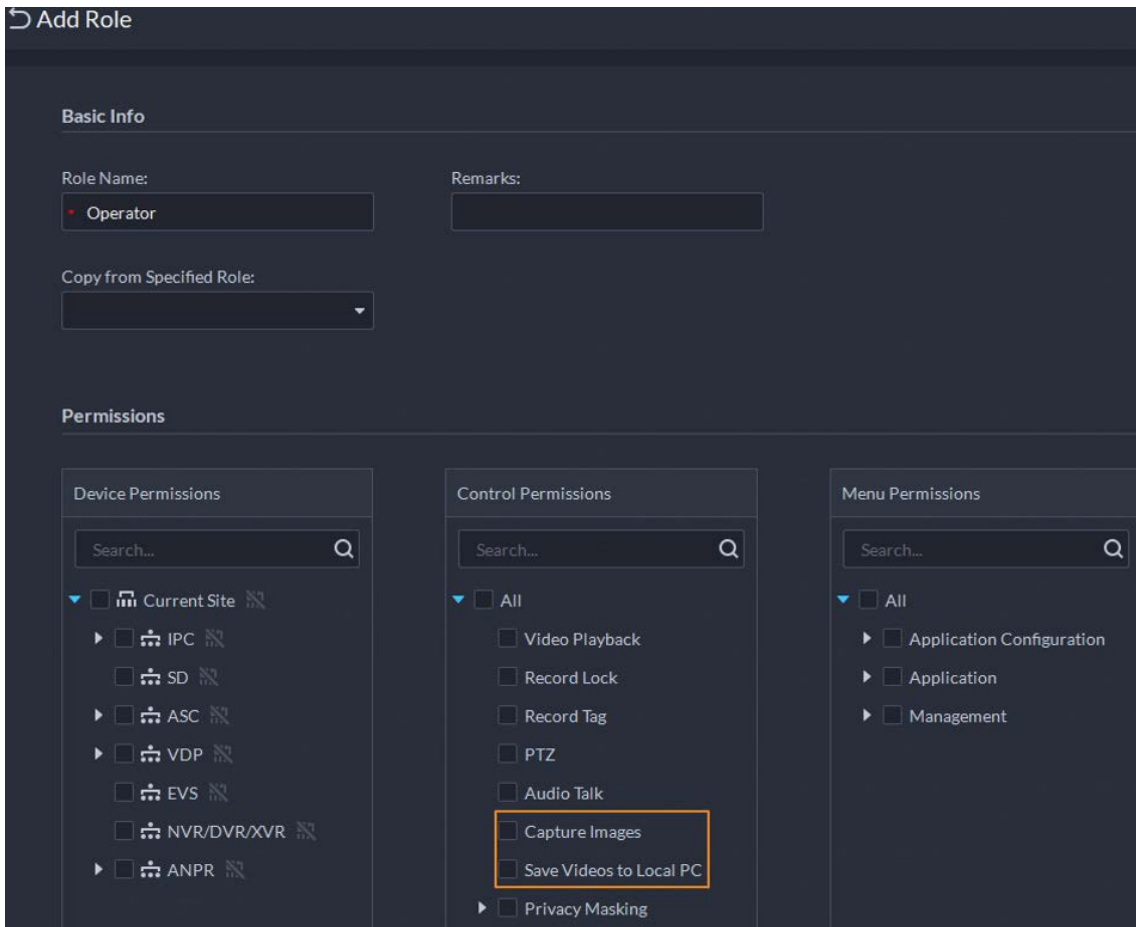 Add Role
Basic Info
Role Name:
Remarks:
* Operator
Copy from Specified Role:
Permissions
Device Permissions
Search...
Current Site
IPC
SD
ASC
VDP
EVS
NVR/DVR/XVR
ANPR
Control Permissions
Search...
All
Video Playback
Record Lock
Record Tag
PTZ
Audio Talk
Capture Images
Save Videos to Local PC
Privacy Masking
Menu Permissions
Search...
All
Application Configuration
Application
Management